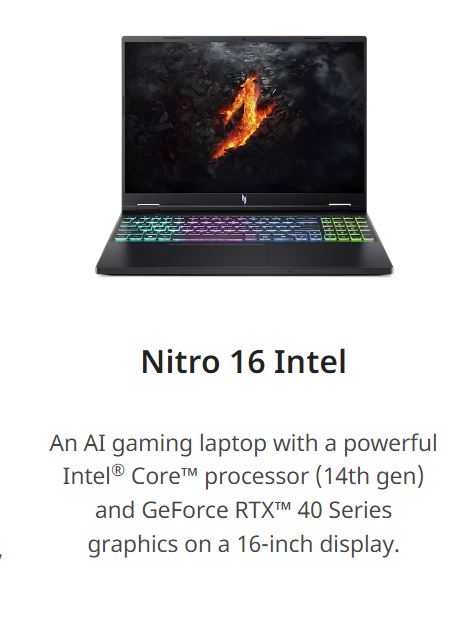 Nitro 16 Intel
An AI gaming laptop with a powerful
Intel® Core™ processor (14th gen)
and GeForce RTX™ 40 Series
graphics on a 16-inch display.